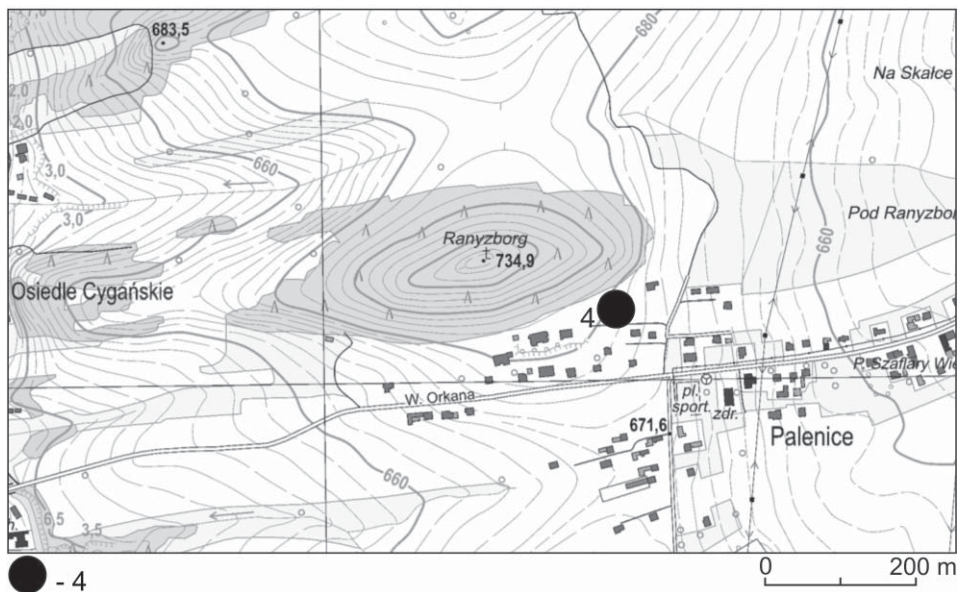 683,5
680
Na Skałce
2,0
2,0
3,0
660
3,0
Pod Ranyzbor
660
Ranyzborg
734,9
Osiedle Cygańskie
4
P. Szaflary Wie
W. Orkana
pl.
sport.
zdr.
671,6
Palenice
660
6,5
3,5
h.
- 4
0
200 m